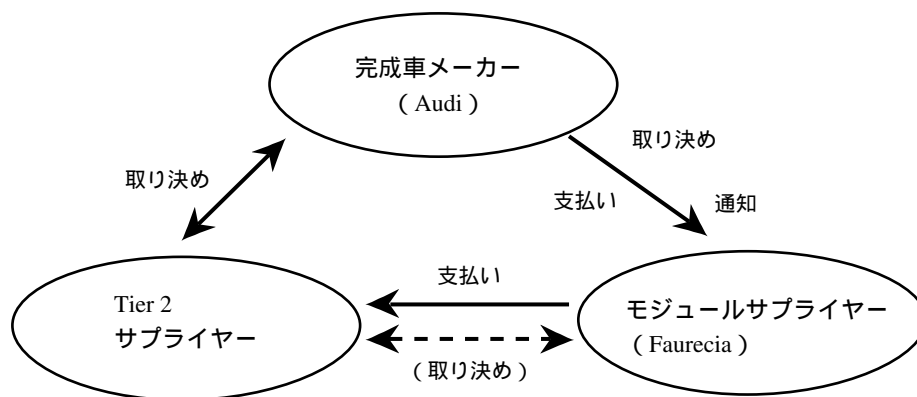 完成車メーカー
（Audi）
取り決め
取り決め
支払い
通知
支払い
Tier 2
サプライヤー
モジュールサプライヤー
（Faurecia）
（取り決め）